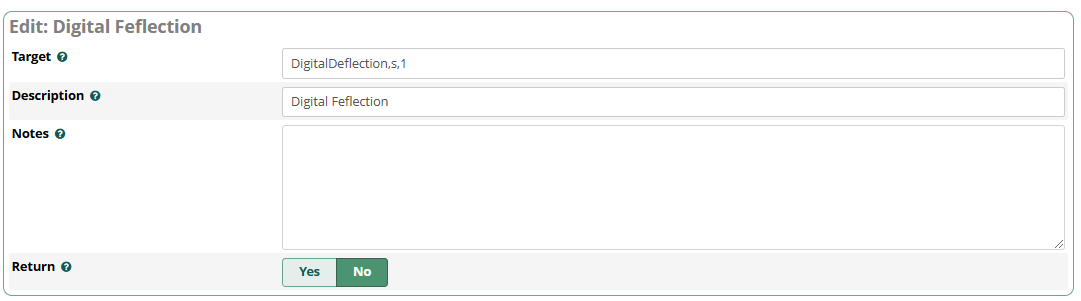 Edit: Digital Feflection
Target
DigitalDeflection,s,1
Description
Digital Feflection
Notes
Return
Yes No